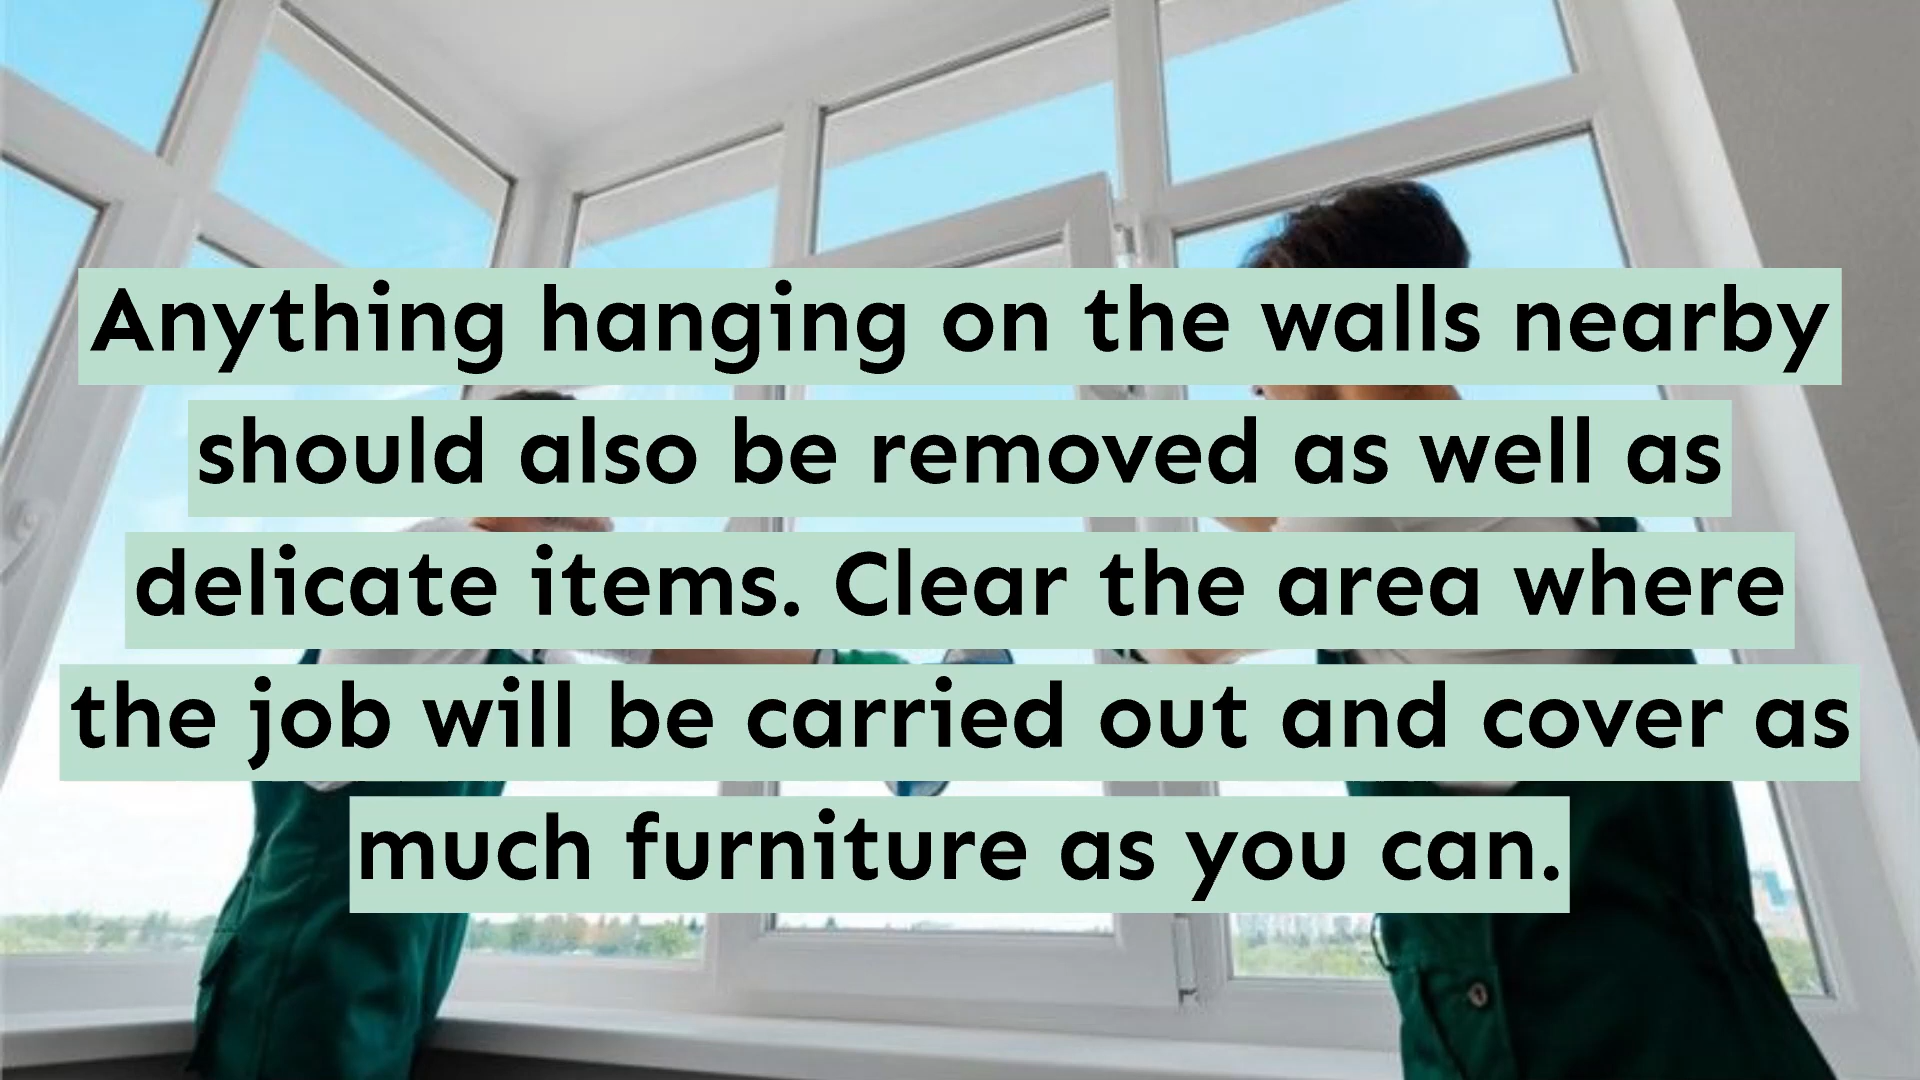 Anything hanging on the walls nearby
should also be removed as well as
delicate items. Clear the area where
the job will be carried out and cover as
much furniture as you can.